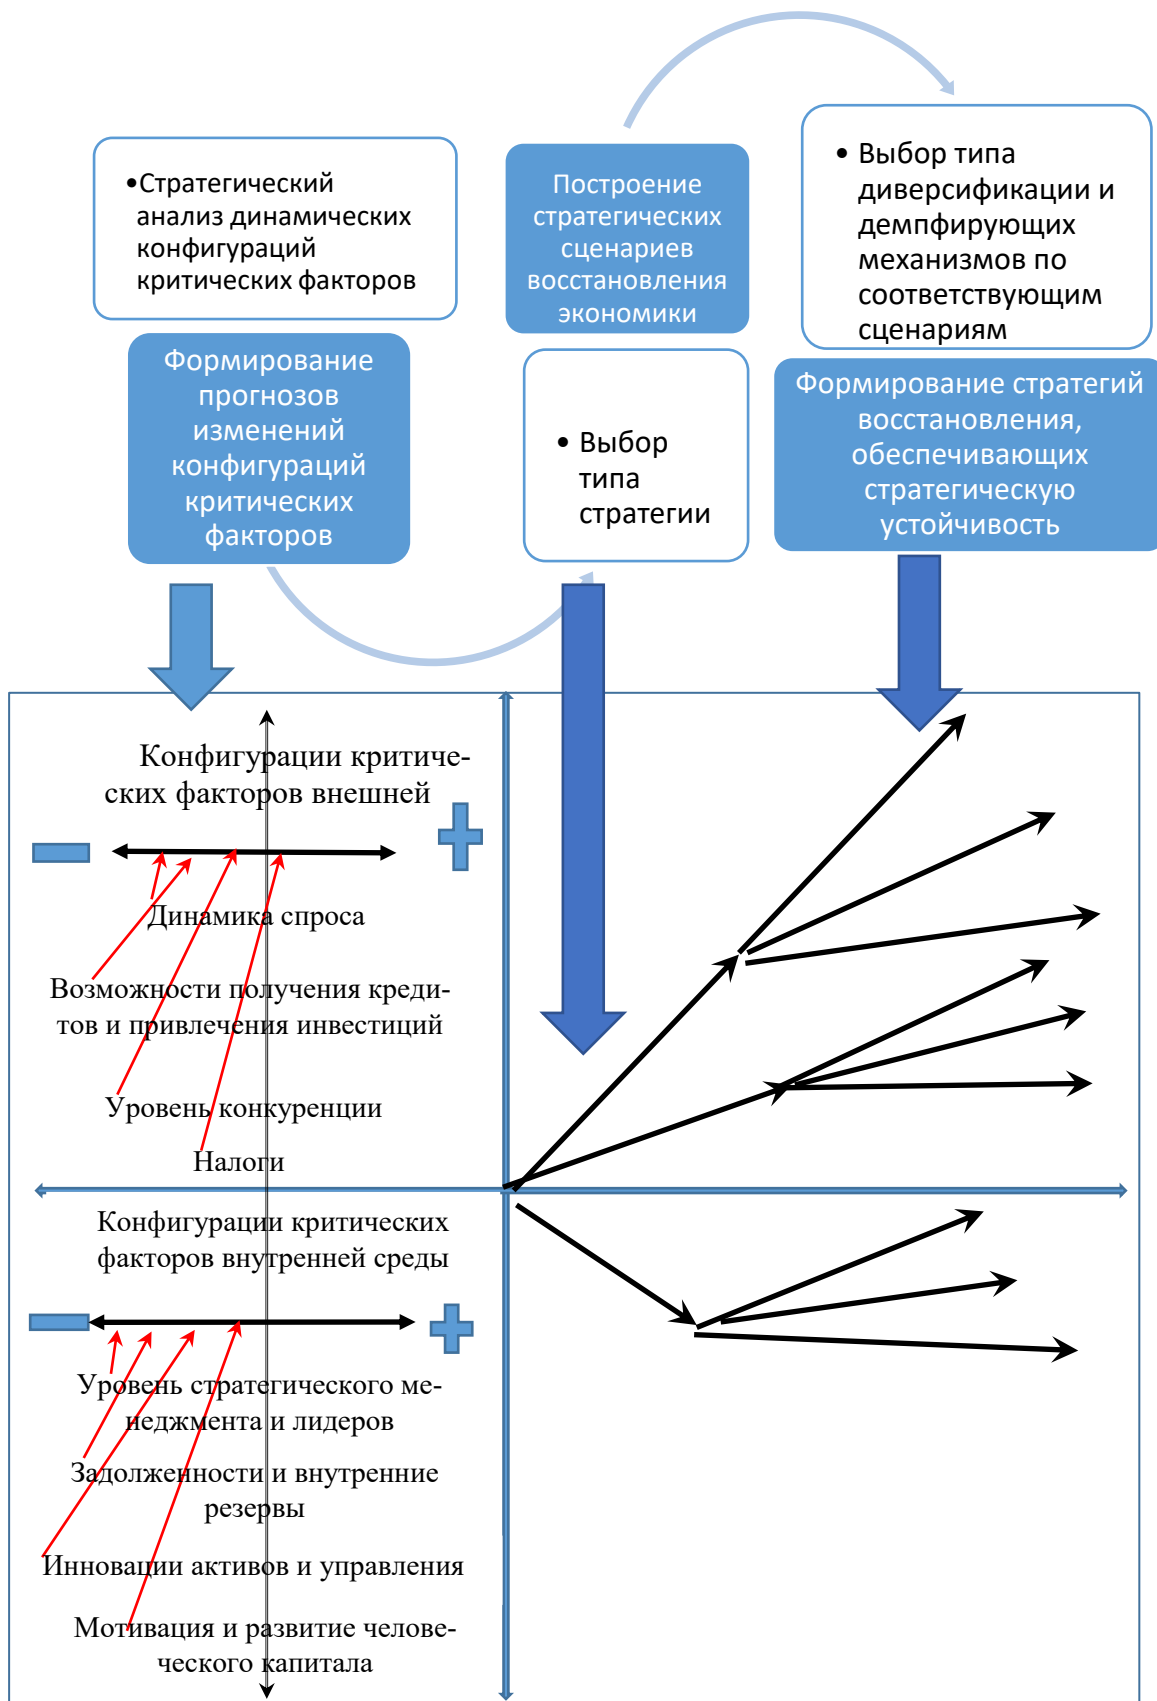 •Стратегический
анализ динамических
конфигураций
критических факторов
Формирование
прогнозов
изменений
конфигураций
критических
факторов
Построение
стратегических
сценариев
восстановления
экономики
• Выбор
типа
стратегии
• Выбор типа
диверсификации и
демпфирующих
механизмов по
соответствующим
сценариям
Формирование стратегий
восстановления,
обеспечивающих
стратегическую
устойчивость
Конфигурации крити че-
ских факторов внешней
Динамика спроса
Возможности получения креди-
тов и привлечения инвестиций
Уровень конкуренции
Налоги
Конфигурации критических
факторов внутренней среды
Уровень стратегического ме-
неджмента и лидеров
Задолженности и внутренние
резервы
Инновации активов и управления
Мотивация и развитие челове-
ческого капитала